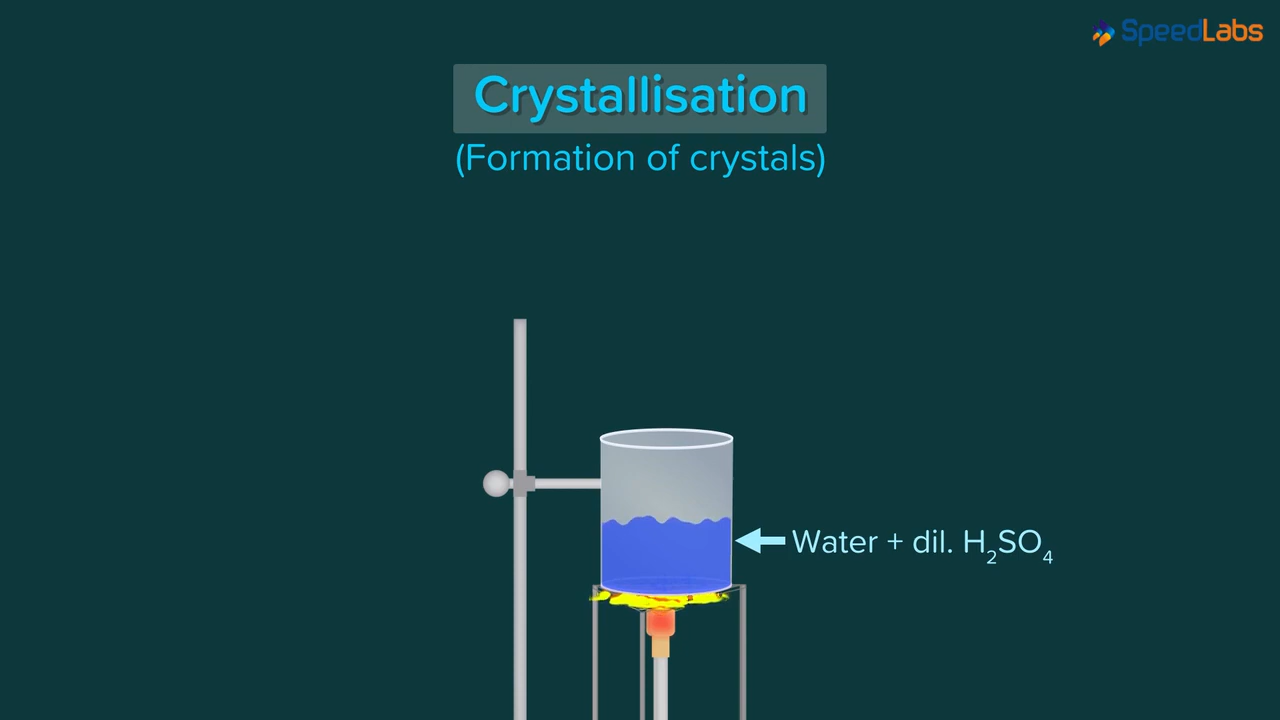 SpeedLabs
Crystallisation
(Formation of crystals)
Water + dil. H₂SO₄